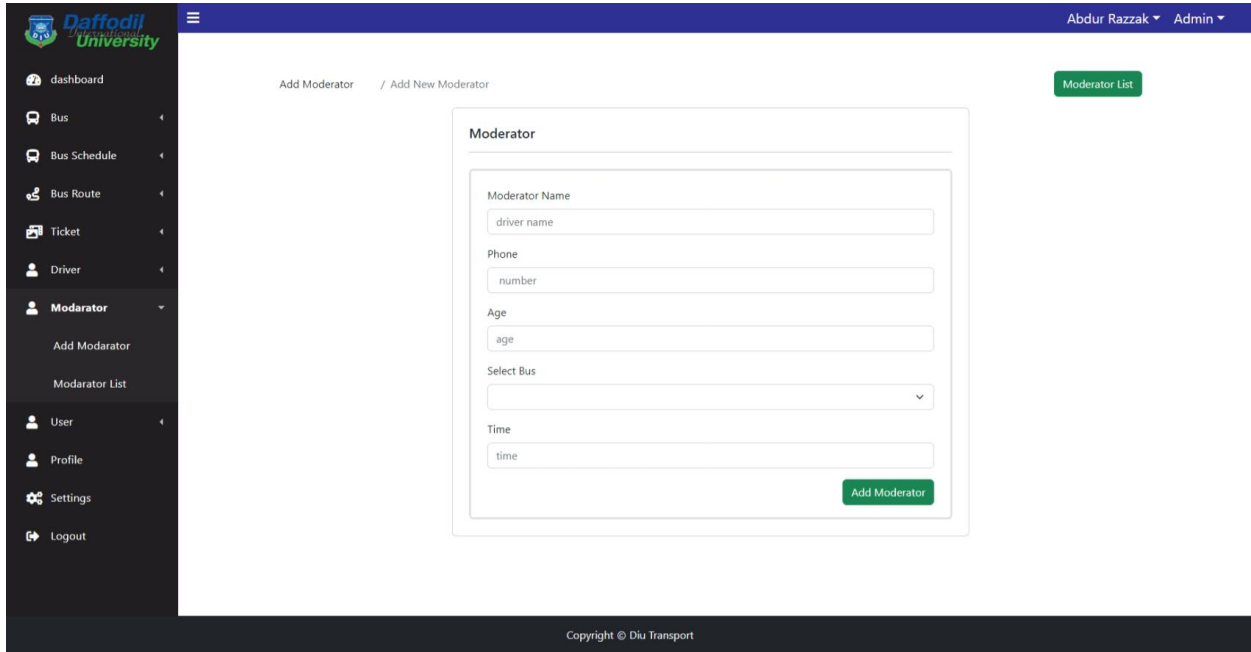 Daffodil
International
University
Abdur Razzak
Admin
dashboard
Bus
Bus Schedule
Bus Route
Ticket
Driver
Modarator
Add Modarator
Modarator List
User
Profile
Settings
Logout
Add Moderator / Add New Moderator
Moderator List
Moderator
Moderator Name
driver name
Phone
number
Age
age
Select Bus
Time
time
Add Moderator
Copyright © Diu Transport